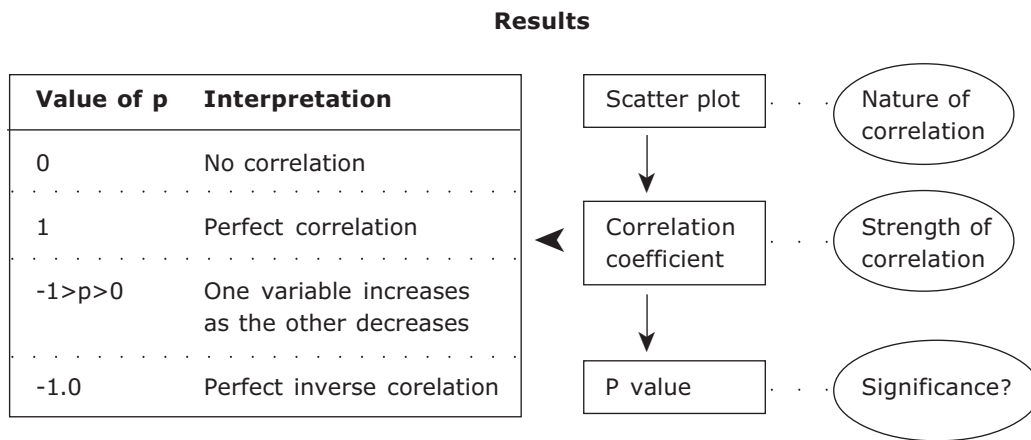 Results
Value of p Interpretation
0 No correlation
1 Perfect correlation
-1>p>0 One variable increases
as the other decreases
-1.0 Perfect inverse corelation
Scatter plot
Nature of
correlation
Correlation
coefficient
Strength of
correlation
P value
Significance?